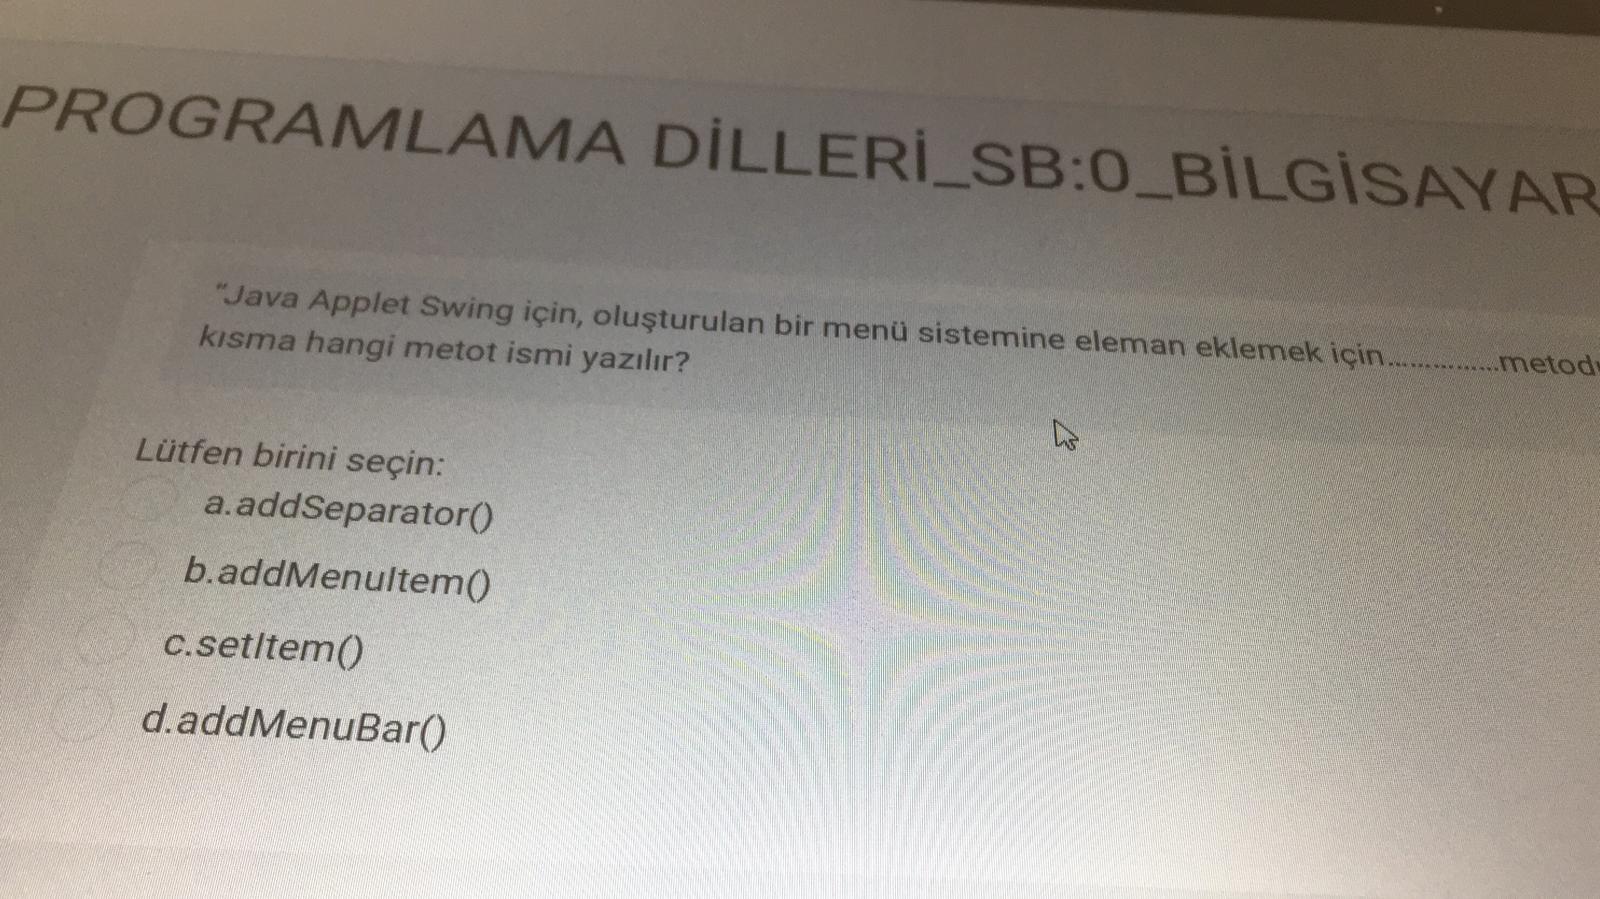 PROGRAMLAMA DİLLERİ_SB:0_BİLGİSAYAR
"Java Applet Swing için, oluşturulan bir menü sistemine eleman eklemek için...............metodu
kısma hangi metot ismi yazılır?
Lütfen birini seçin:
a.addSeparator()
b.addMenuItem()
c.setItem()
d.addMenuBar()